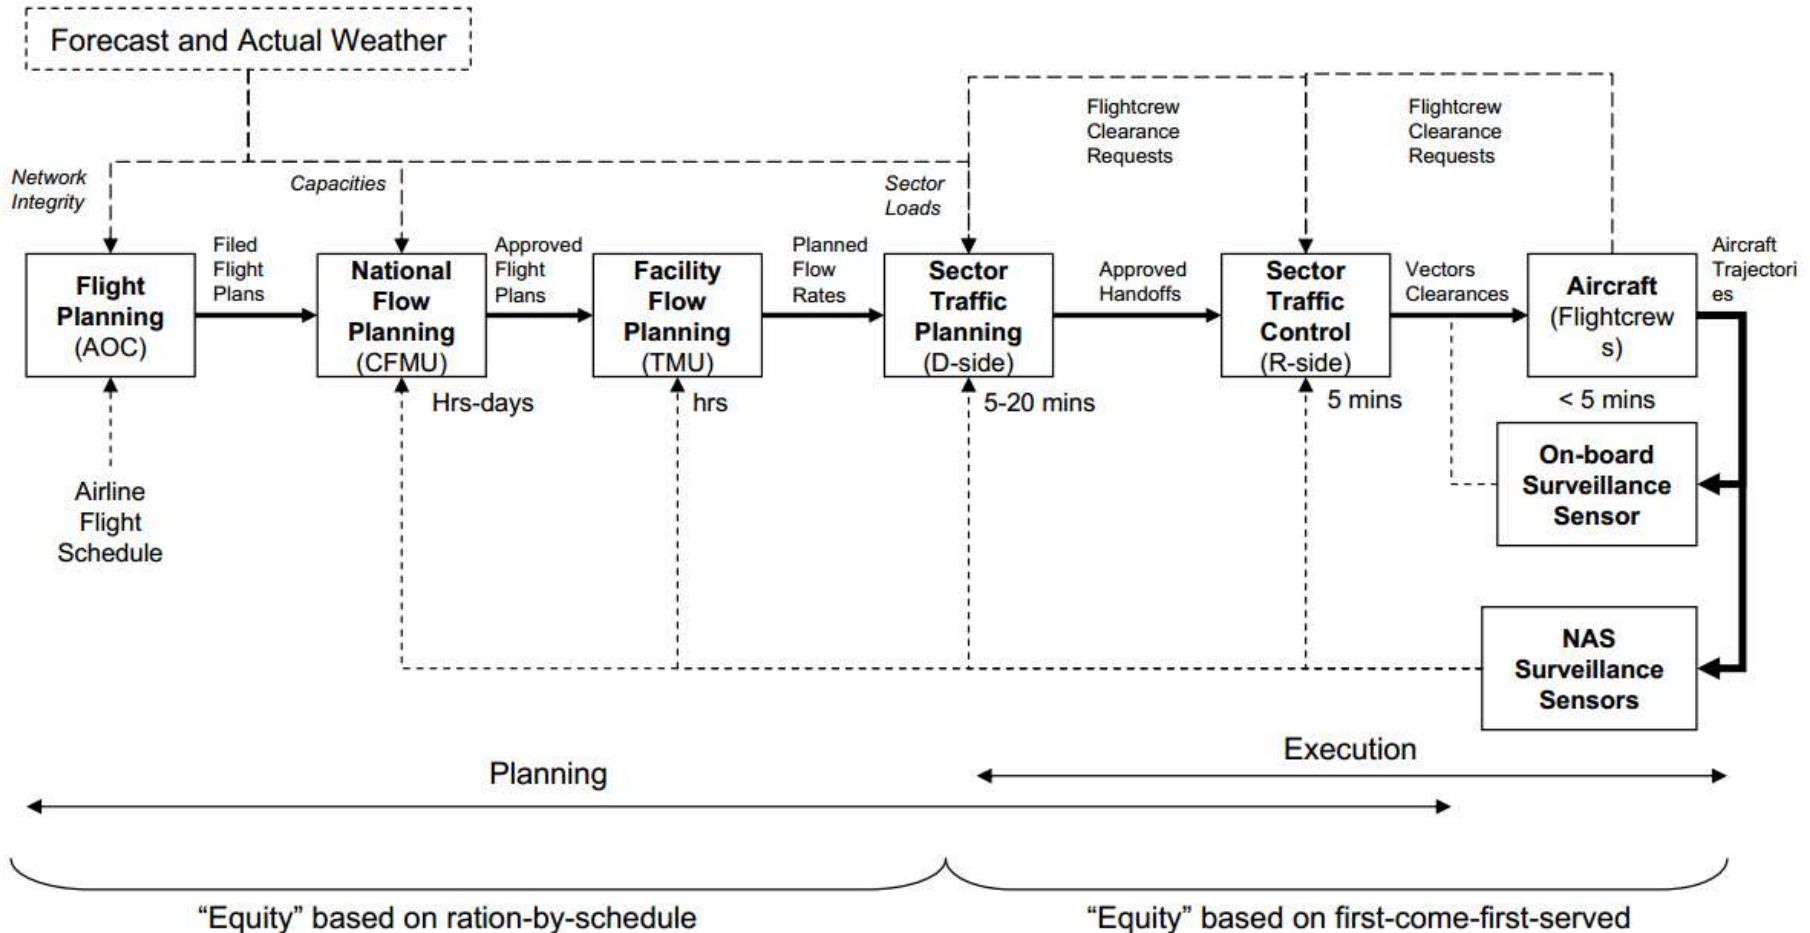 Forecast and Actual Weather
Network
Integrity
Capacities
Sector
Loads
Flightcrew
Clearance
Requests
Flightcrew
Clearance
Requests
Flight
Planning
(AOC)
Filed
Flight
Plans
National
Flow
Planning
(CFMU)
Approved
Flight
Plans
Facility
Flow
Planning
(TMU)
Planned
Flow
Rates
Sector
Traffic
Planning
(D-side)
Approved
Handoffs
Sector
Traffic
Control
(R-side)
Vectors
Clearances
Aircraft
(Flightcrew
s)
Aircraft
Trajectori
es
Hrs-days
hrs
5-20 mins
5 mins
< 5 mins
Airline
Flight
Schedule
On-board
Surveillance
Sensor
NAS
Surveillance
Sensors
Execution
Planning
“Equity” based on ration-by-schedule
“Equity” based on first-come-first-served